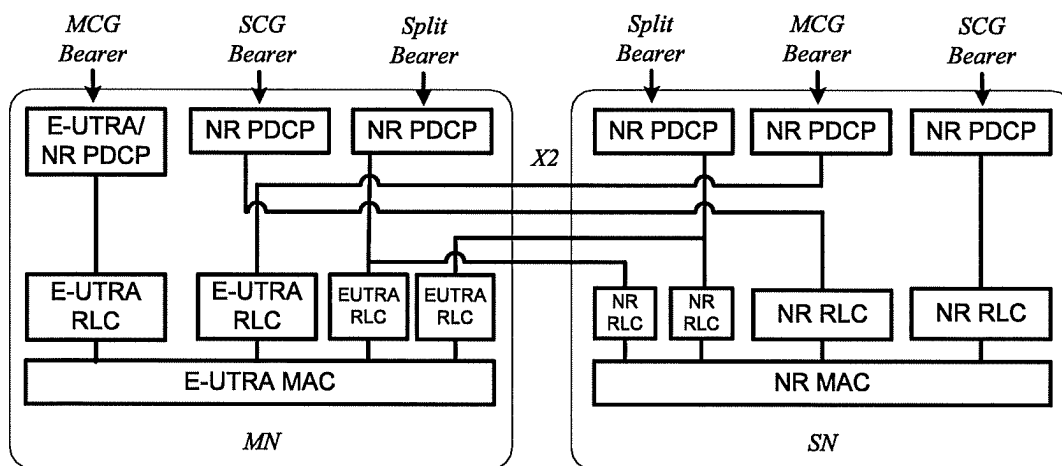 MCG
Bearer
SCG
Bearer
Split
Bearer
Split
Bearer
MCG
Bearer
SCG
Bearer
E-UTRA/
NR PDCP
NR PDCP
NR PDCP
NR PDCP
NR PDCP
NR PDCP
X2
E-UTRA
RLC
E-UTRA
RLC
EUTRA
RLC
EUTRA
RLC
NR
RLC
NR
RLC
NR RLC
NR RLC
E-UTRA MAC
NR MAC
MN
SN